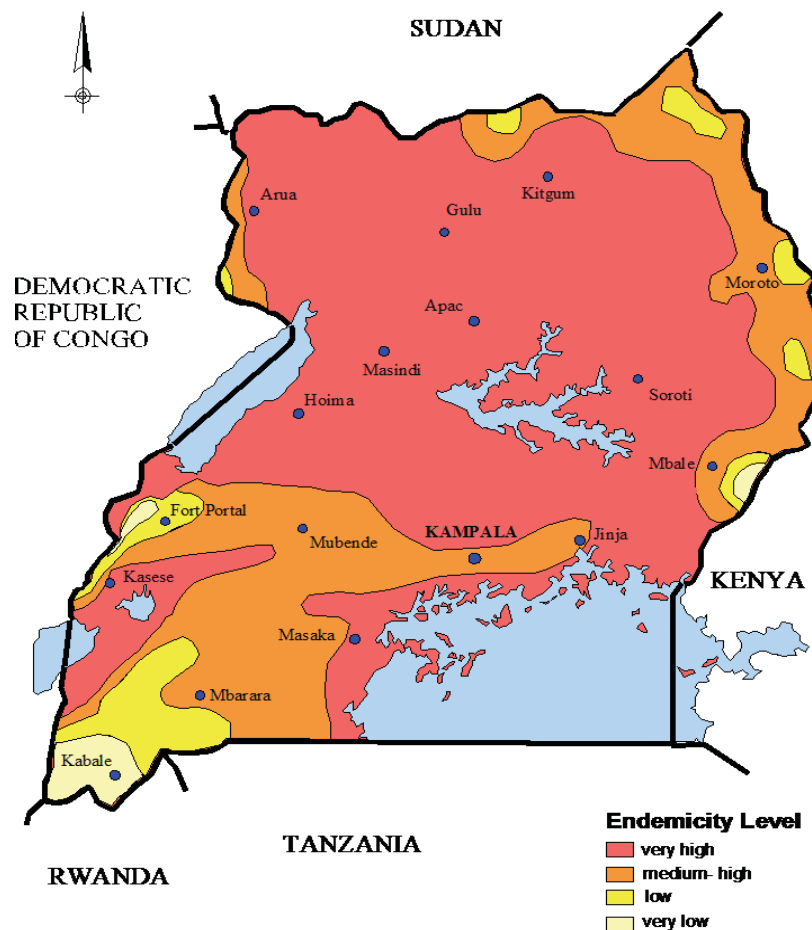 SUDAN
Kitgum
Arua
Gulu
Moroto
DEMOCRATIC
REPUBLIC
OF CONGO
Apac
Masindi
Soroti
Hoima
Mbale
Fort Portal
Mubende
KAMPALA
Jinja
KENYA
Kasese
Masaka
Mbarara
Kabale
TANZANIA
RWANDA
Endemicity Level
very high
medium- high
low
very low